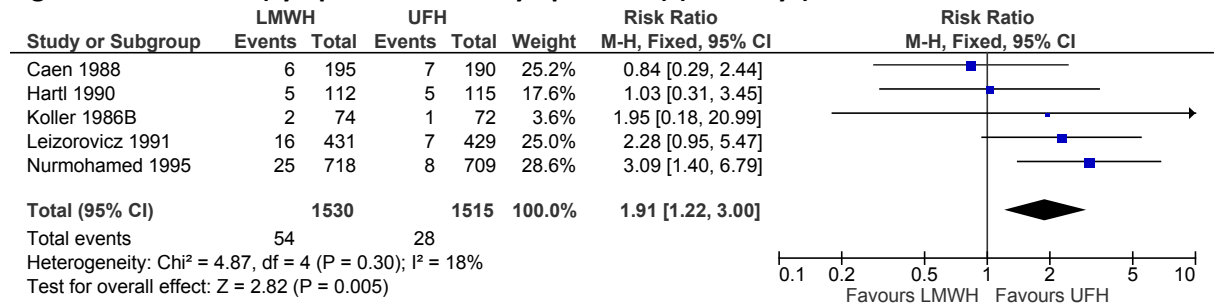 LMWH UFH Risk Ratio Risk Ratio
Study or Subgroup Events Total Events Total Weight M-H, Fixed, 95% CI M-H, Fixed, 95% CI
Caen 1988 6 195 7 190 25.2% 0.84 [0.29, 2.44]
Hartl 1990 5 112 5 115 17.6% 1.03 [0.31, 3.45]
Koller 1986B 2 74 1 72 3.6% 1.95 [0.18, 20.99]
Leizorovicz 1991 16 431 7 429 25.0% 2.28 [0.95, 5.47]
Nurmohamed 1995 25 718 8 709 28.6% 3.09 [1.40, 6.79]
Total (95% CI) 1530 1515 100.0% 1.91 [1.22, 3.00]
Total events 54 28
Heterogeneity: Chi² = 4.87, df = 4 (P = 0.30); I² = 18%
Test for overall effect: Z = 2.82 (P = 0.005)
0.1 0.2 0.5 1 2 5 10
Favours LMWH Favours UFH